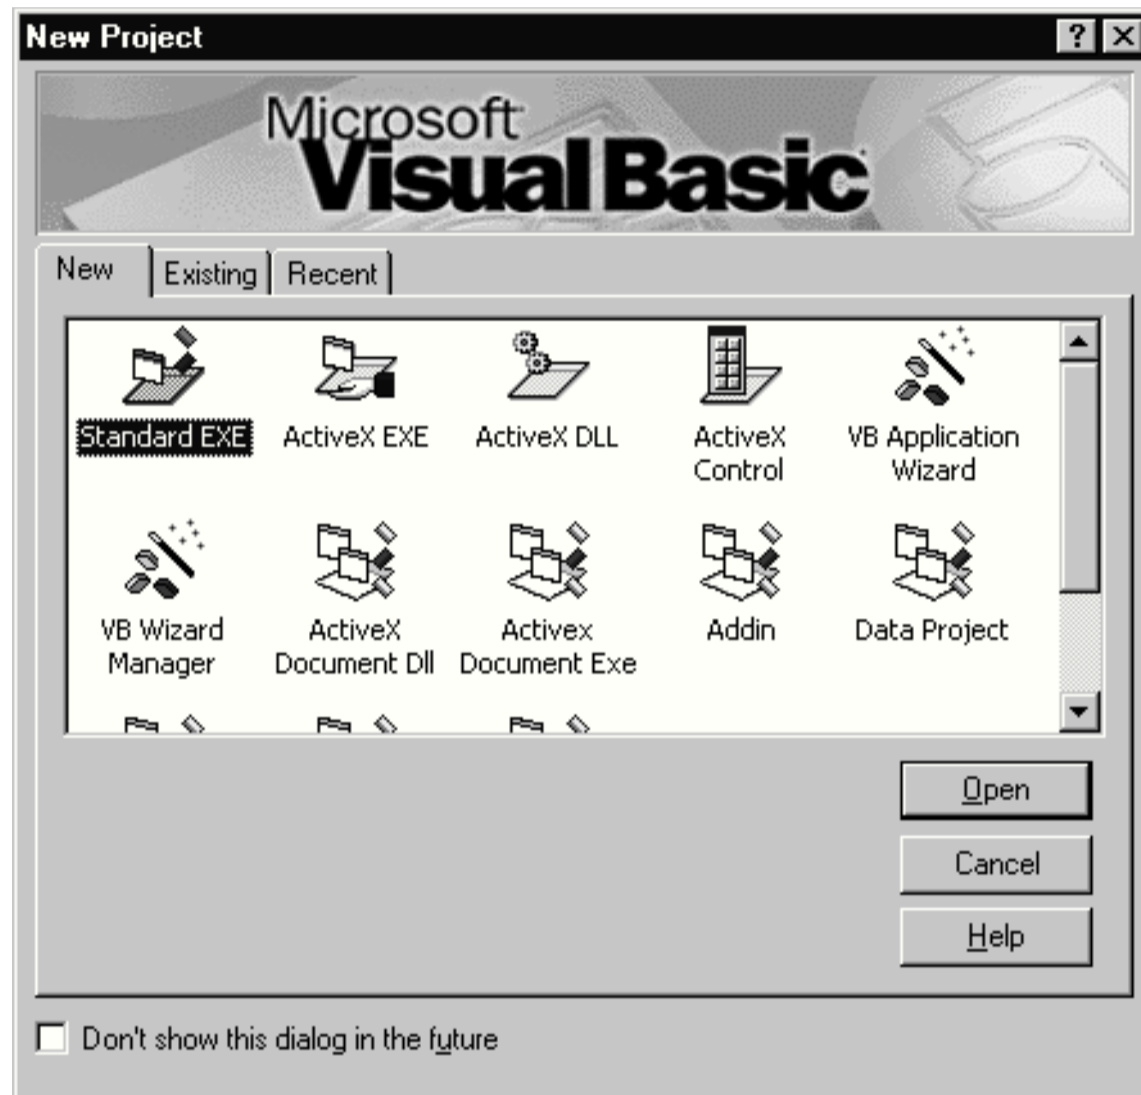 New Project
Microsoft
Visual Basic
New Existing Recent
Standard EXE ActiveX EXE ActiveX DLL ActiveX Control VB Application Wizard
VB Wizard Manager ActiveX Document Dll Activex Document Exe Addin Data Project
Open
Cancel
Help
Don't show this dialog in the future